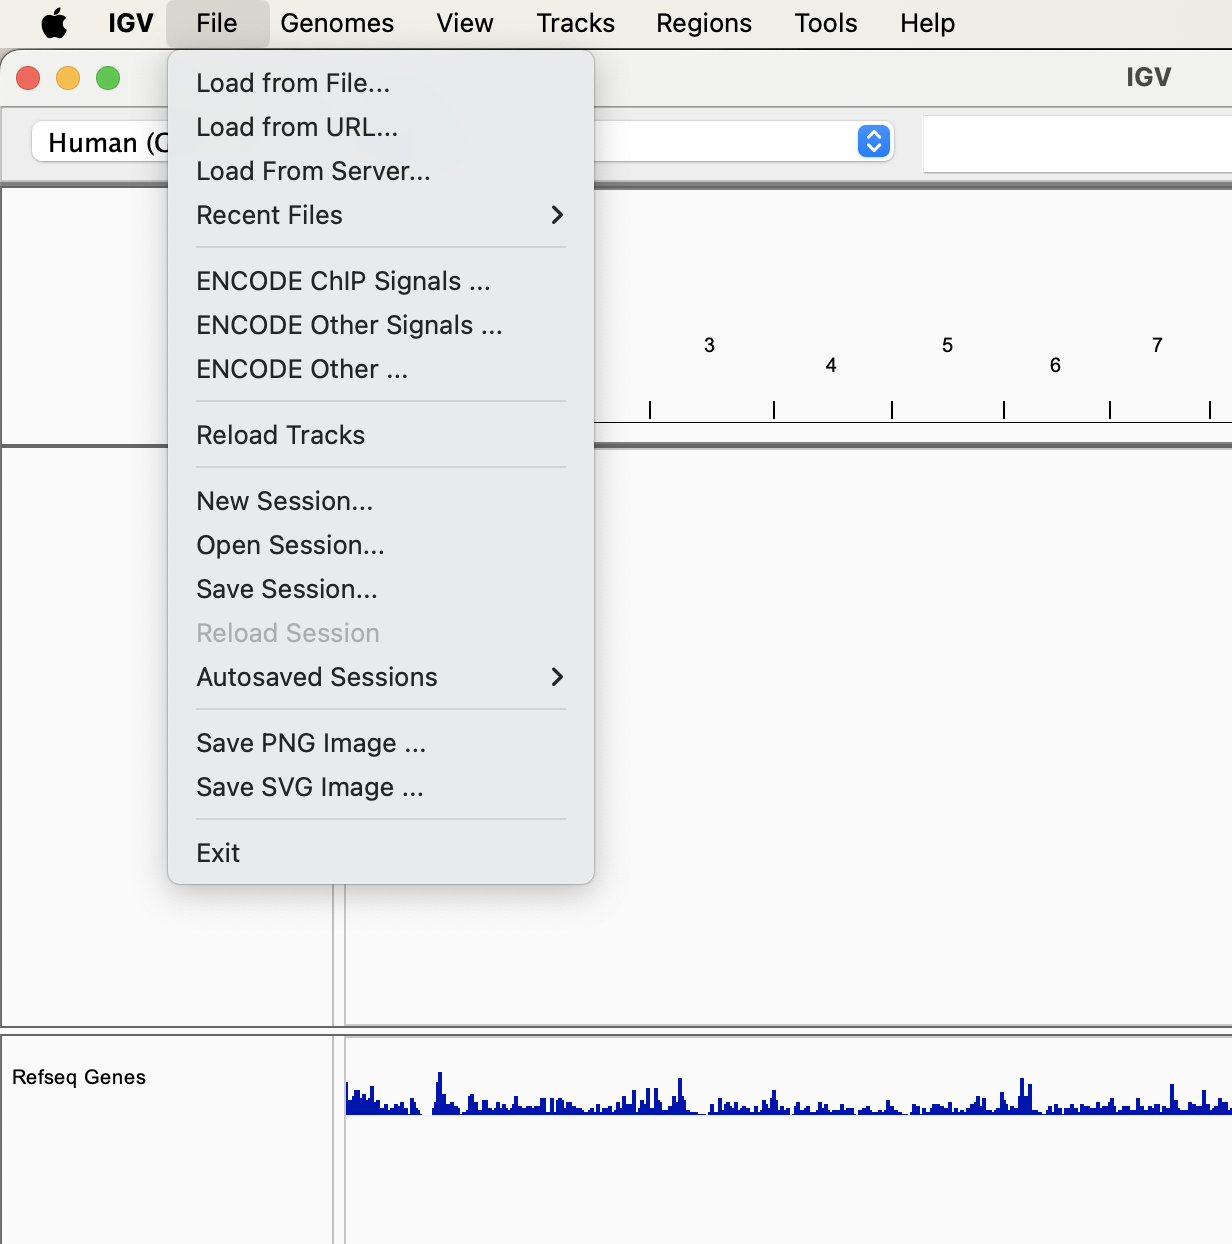 IGV File Genomes View Tracks Regions Tools Help
IGV
Human (
Load from File...
Load from URL...
Load From Server...
Recent Files
ENCODE ChIP Signals ...
ENCODE Other Signals ...
ENCODE Other ...
Reload Tracks
New Session...
Open Session...
Save Session...
Reload Session
Autosaved Sessions
Save PNG Image ...
Save SVG Image ...
Exit
3 5 7
4 6
Refseq Genes